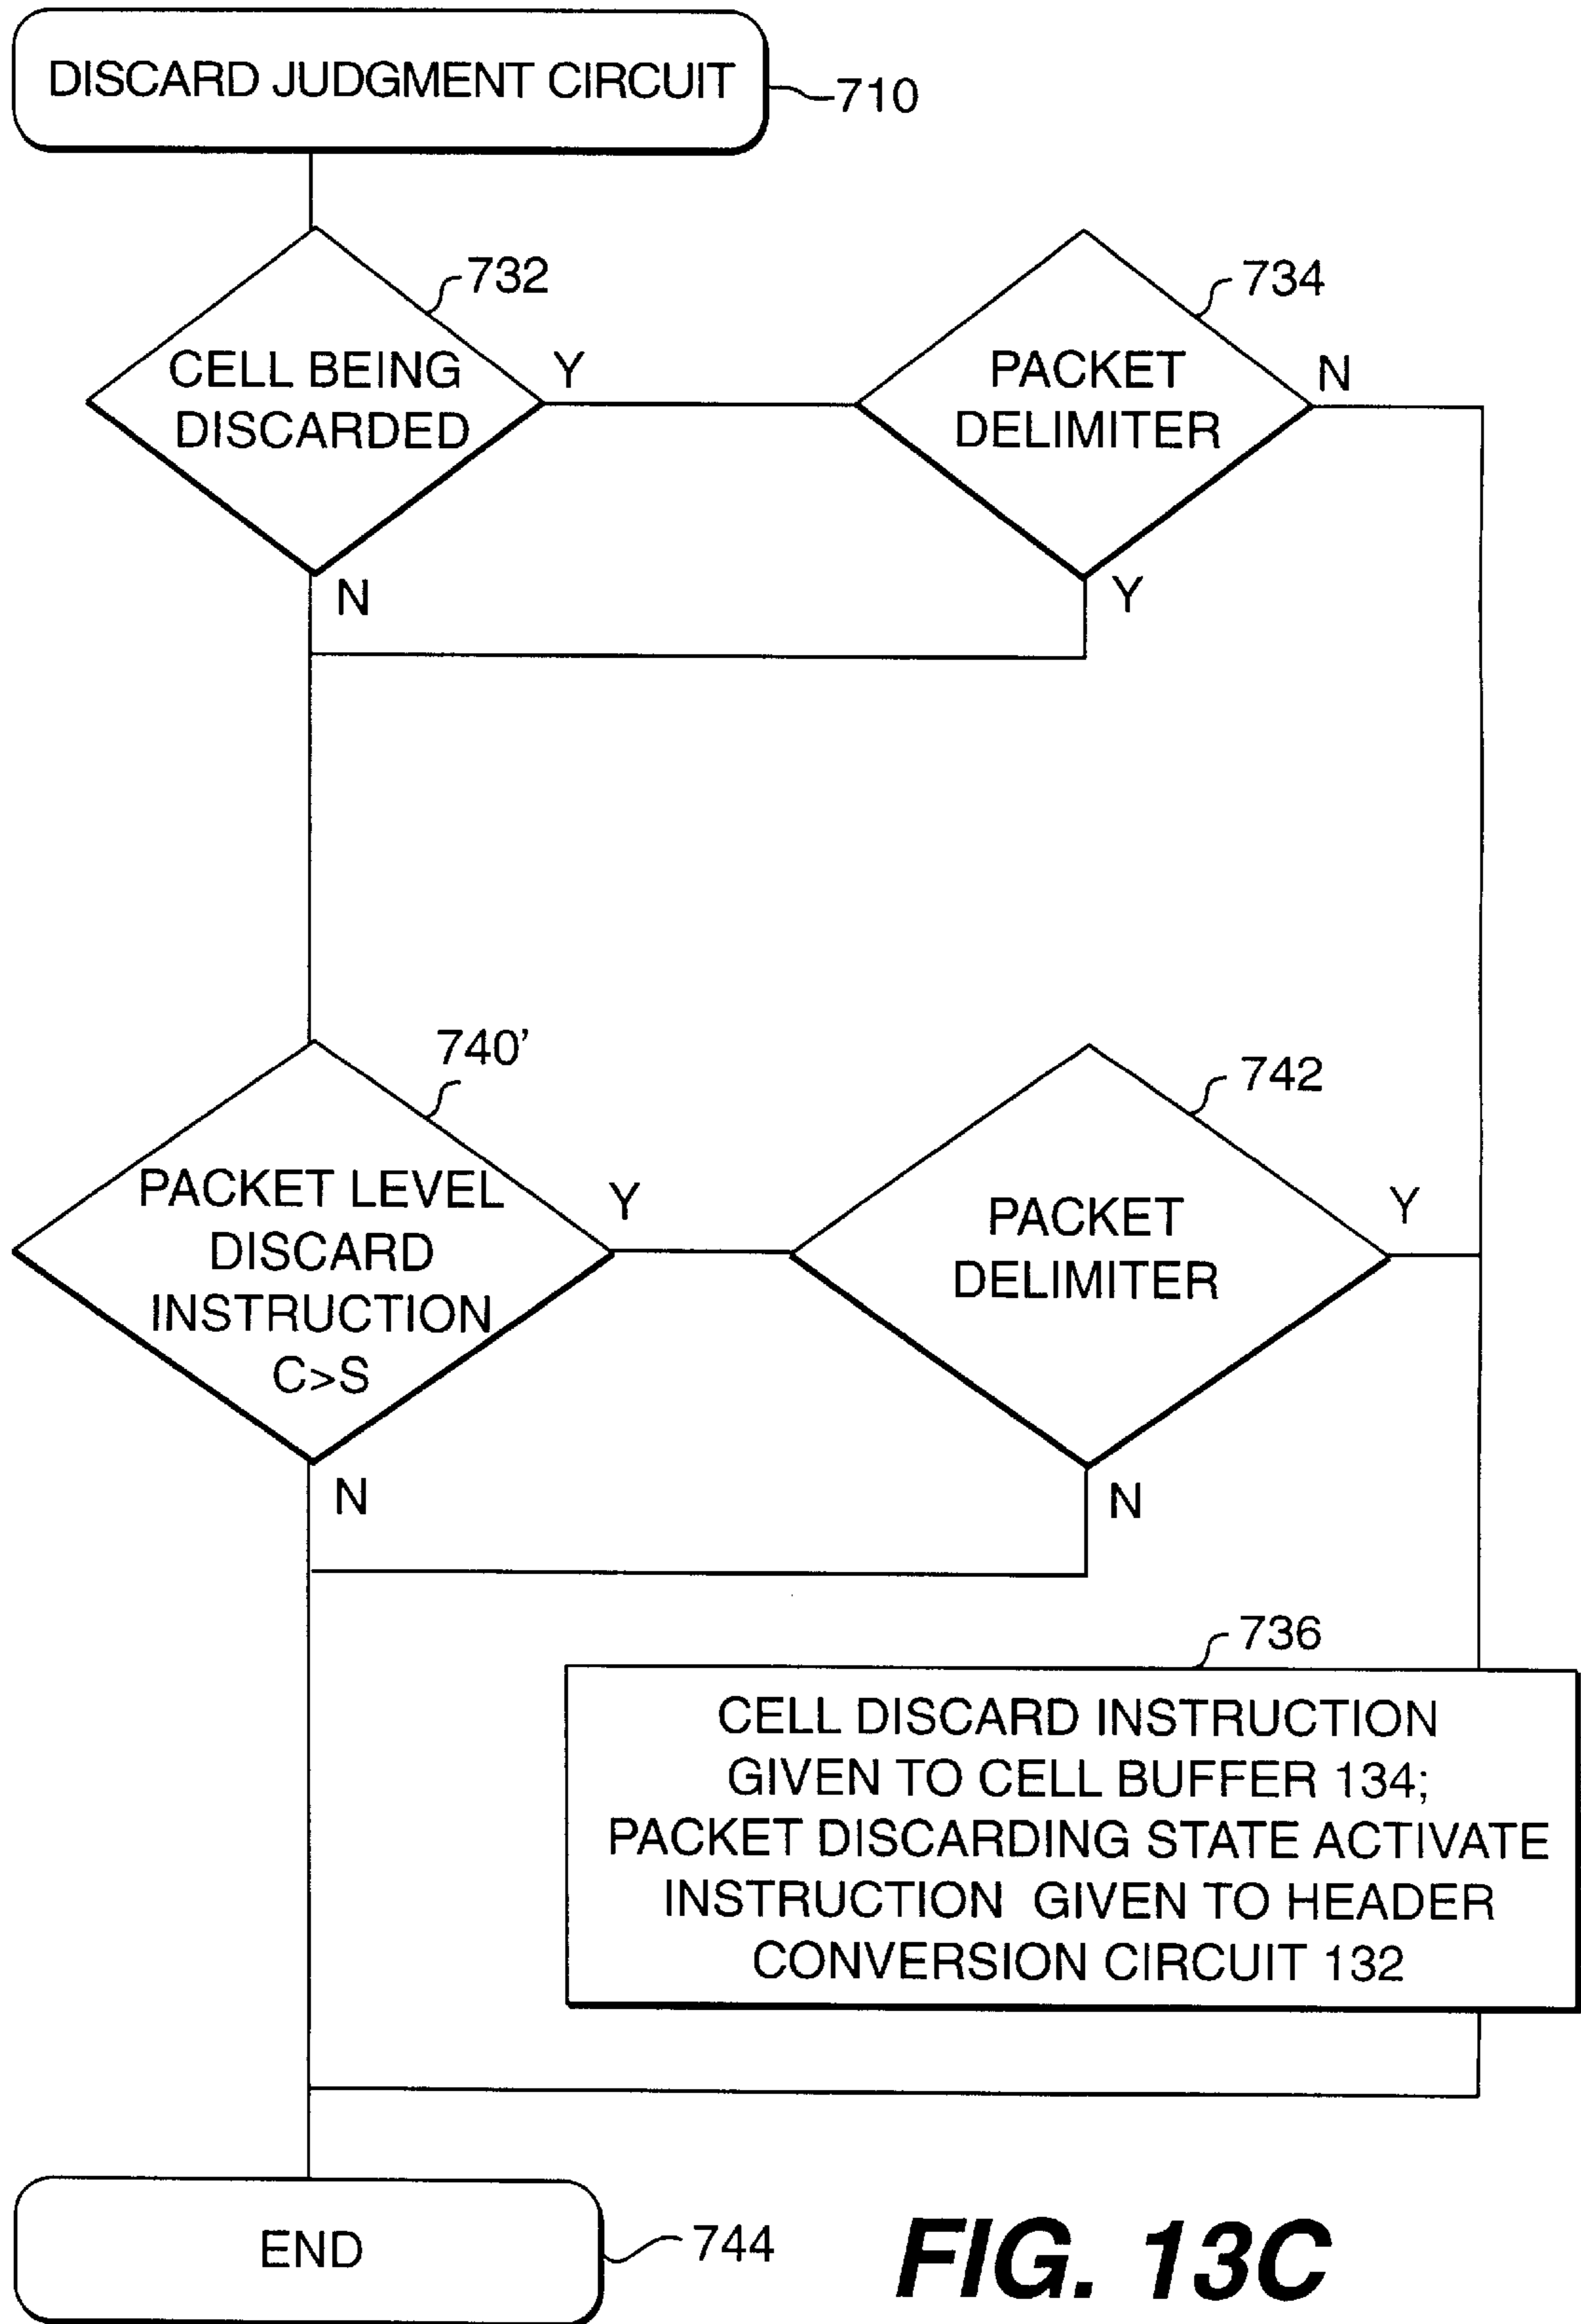 DISCARD JUDGMENT CIRCUIT
710
732
734
CELL BEING
DISCARDED
Y
PACKET
DELIMITER
N
N
Y
740'
742
PACKET LEVEL
DISCARD
INSTRUCTION
C>S
Y
PACKET
DELIMITER
Y
N
N
736
CELL DISCARD INSTRUCTION
GIVEN TO CELL BUFFER 134;
PACKET DISCARDING STATE ACTIVATE
INSTRUCTION GIVEN TO HEADER
CONVERSION CIRCUIT 132
END
744
FIG. 13C